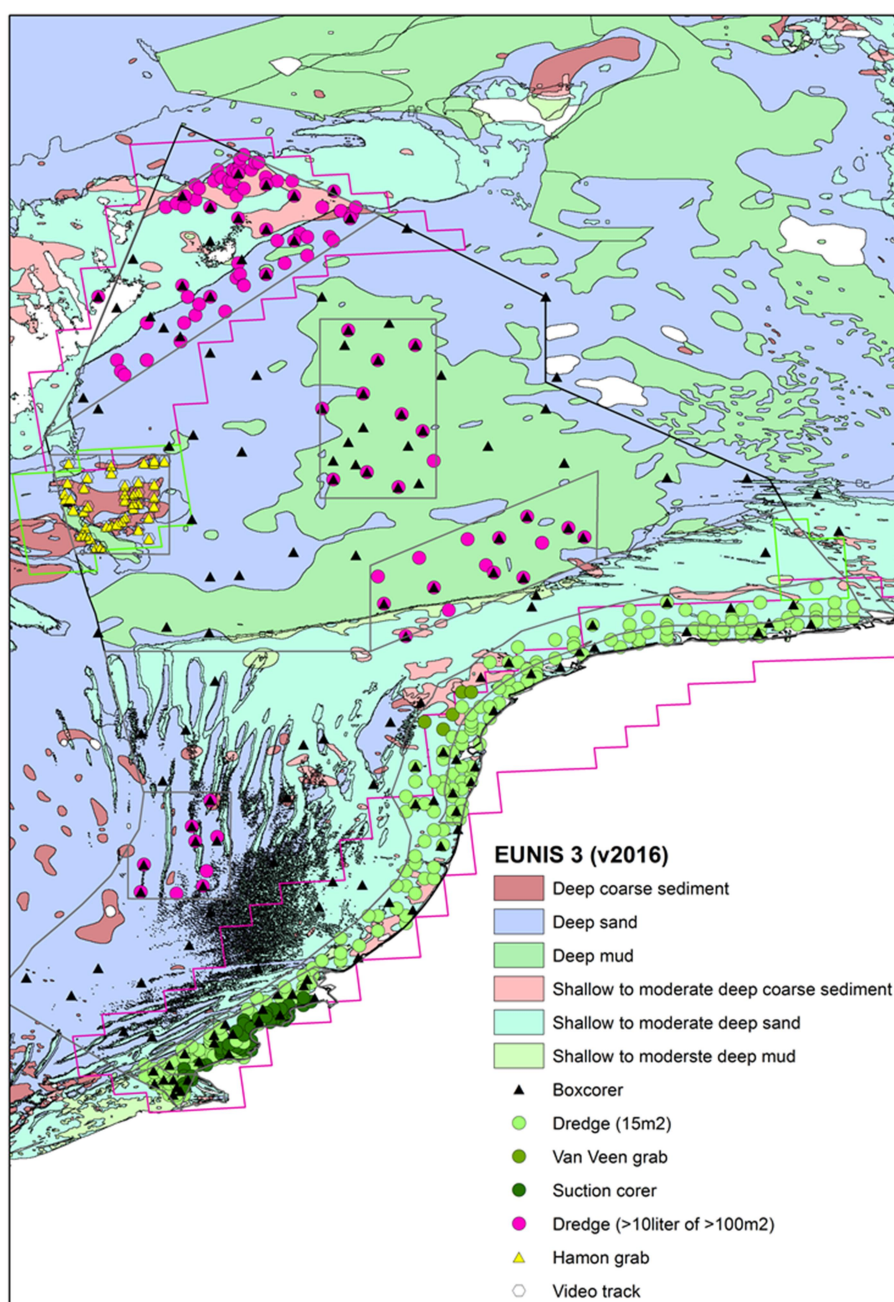 EUNIS 3 (v2016)
Deep coarse sediment
Deep sand
Deep mud
Shallow to moderate deep coarse sediment
Shallow to moderate deep sand
Shallow to moderste deep mud
Boxcorer
Dredge (15m2)
Van Veen grab
Suction corer
Dredge (>10liter of >100m2)
Hamon grab
Video track